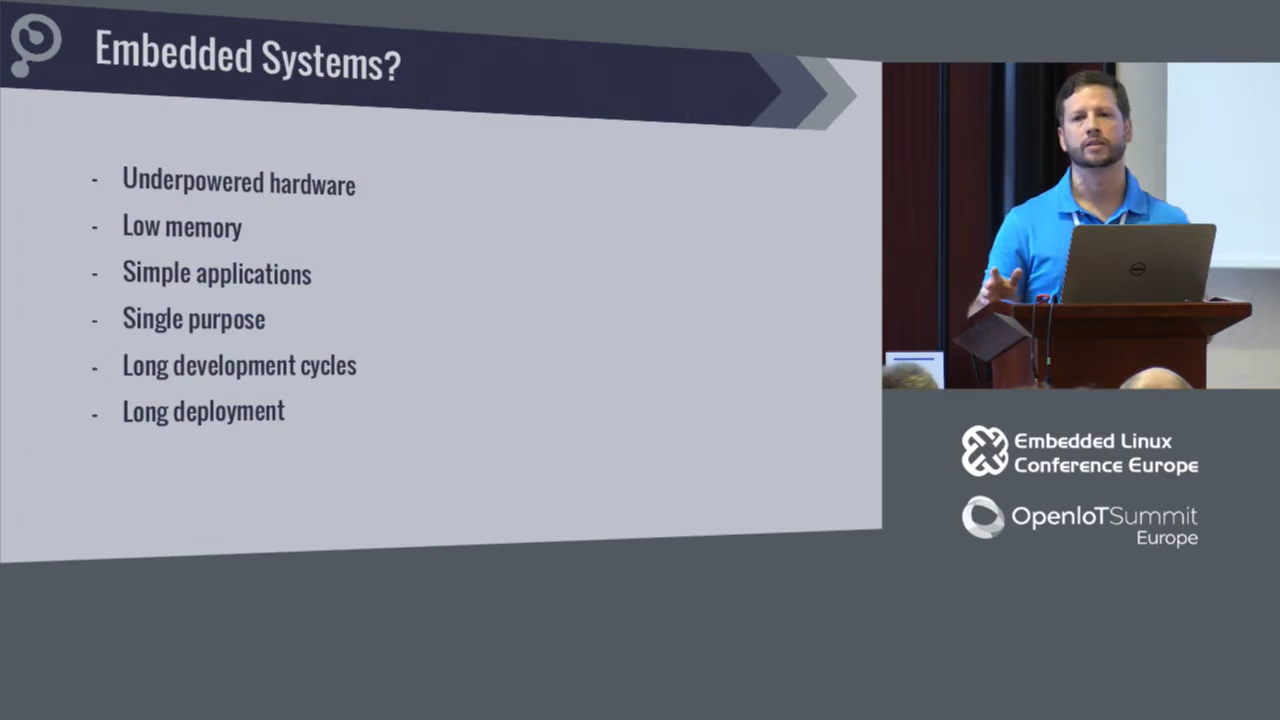 Embedded Systems?
- Underpowered hardware
- Low memory
- Simple applications
- Single purpose
- Long development cycles
- Long deployment
DELL
Embedded Linux
Conference Europe
OpenIoTSummit
Europe